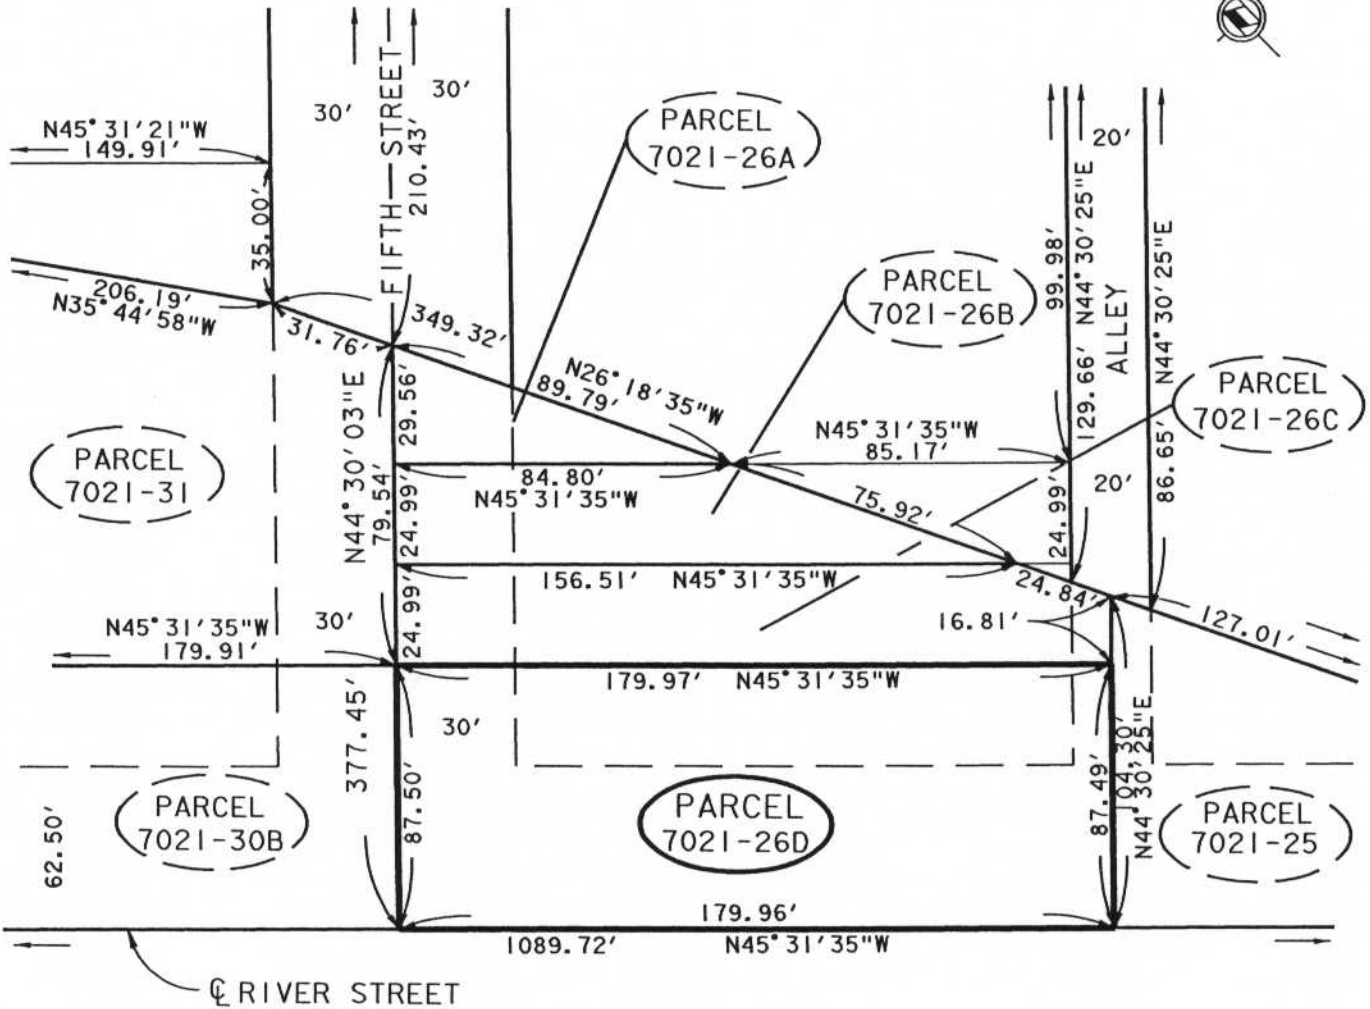 30'
30'
FIFTH STREET
210.43'
20'
PARCEL
7021-26A
N45°31'21"W
149.91'
35.00'
99.98'
N44°30'25"E
129.66'
ALLEY
N44°30'25"E
86.65'
PARCEL
7021-26B
206.19'
N35°44'58"W
31.76'
349.32'
N26°18'35"W
89.79'
PARCEL
7021-26C
N44°30'03"E
79.54'
29.56'
N45°31'35"W
85.17'
PARCEL
7021-31
84.80'
N45°31'35"W
24.99'
75.92'
24.99'
20'
156.51' N45°31'35"W
24.84'
24.99'
16.81'
127.01'
N45°31'35"W
179.91'
30'
179.97' N45°31'35"W
377.45'
30'
87.50'
87.49'
104.30'
N44°30'25"E
62.50'
PARCEL
7021-30B
PARCEL
7021-26D
PARCEL
7021-25
179.96'
1089.72' N45°31'35"W
℄ RIVER STREET